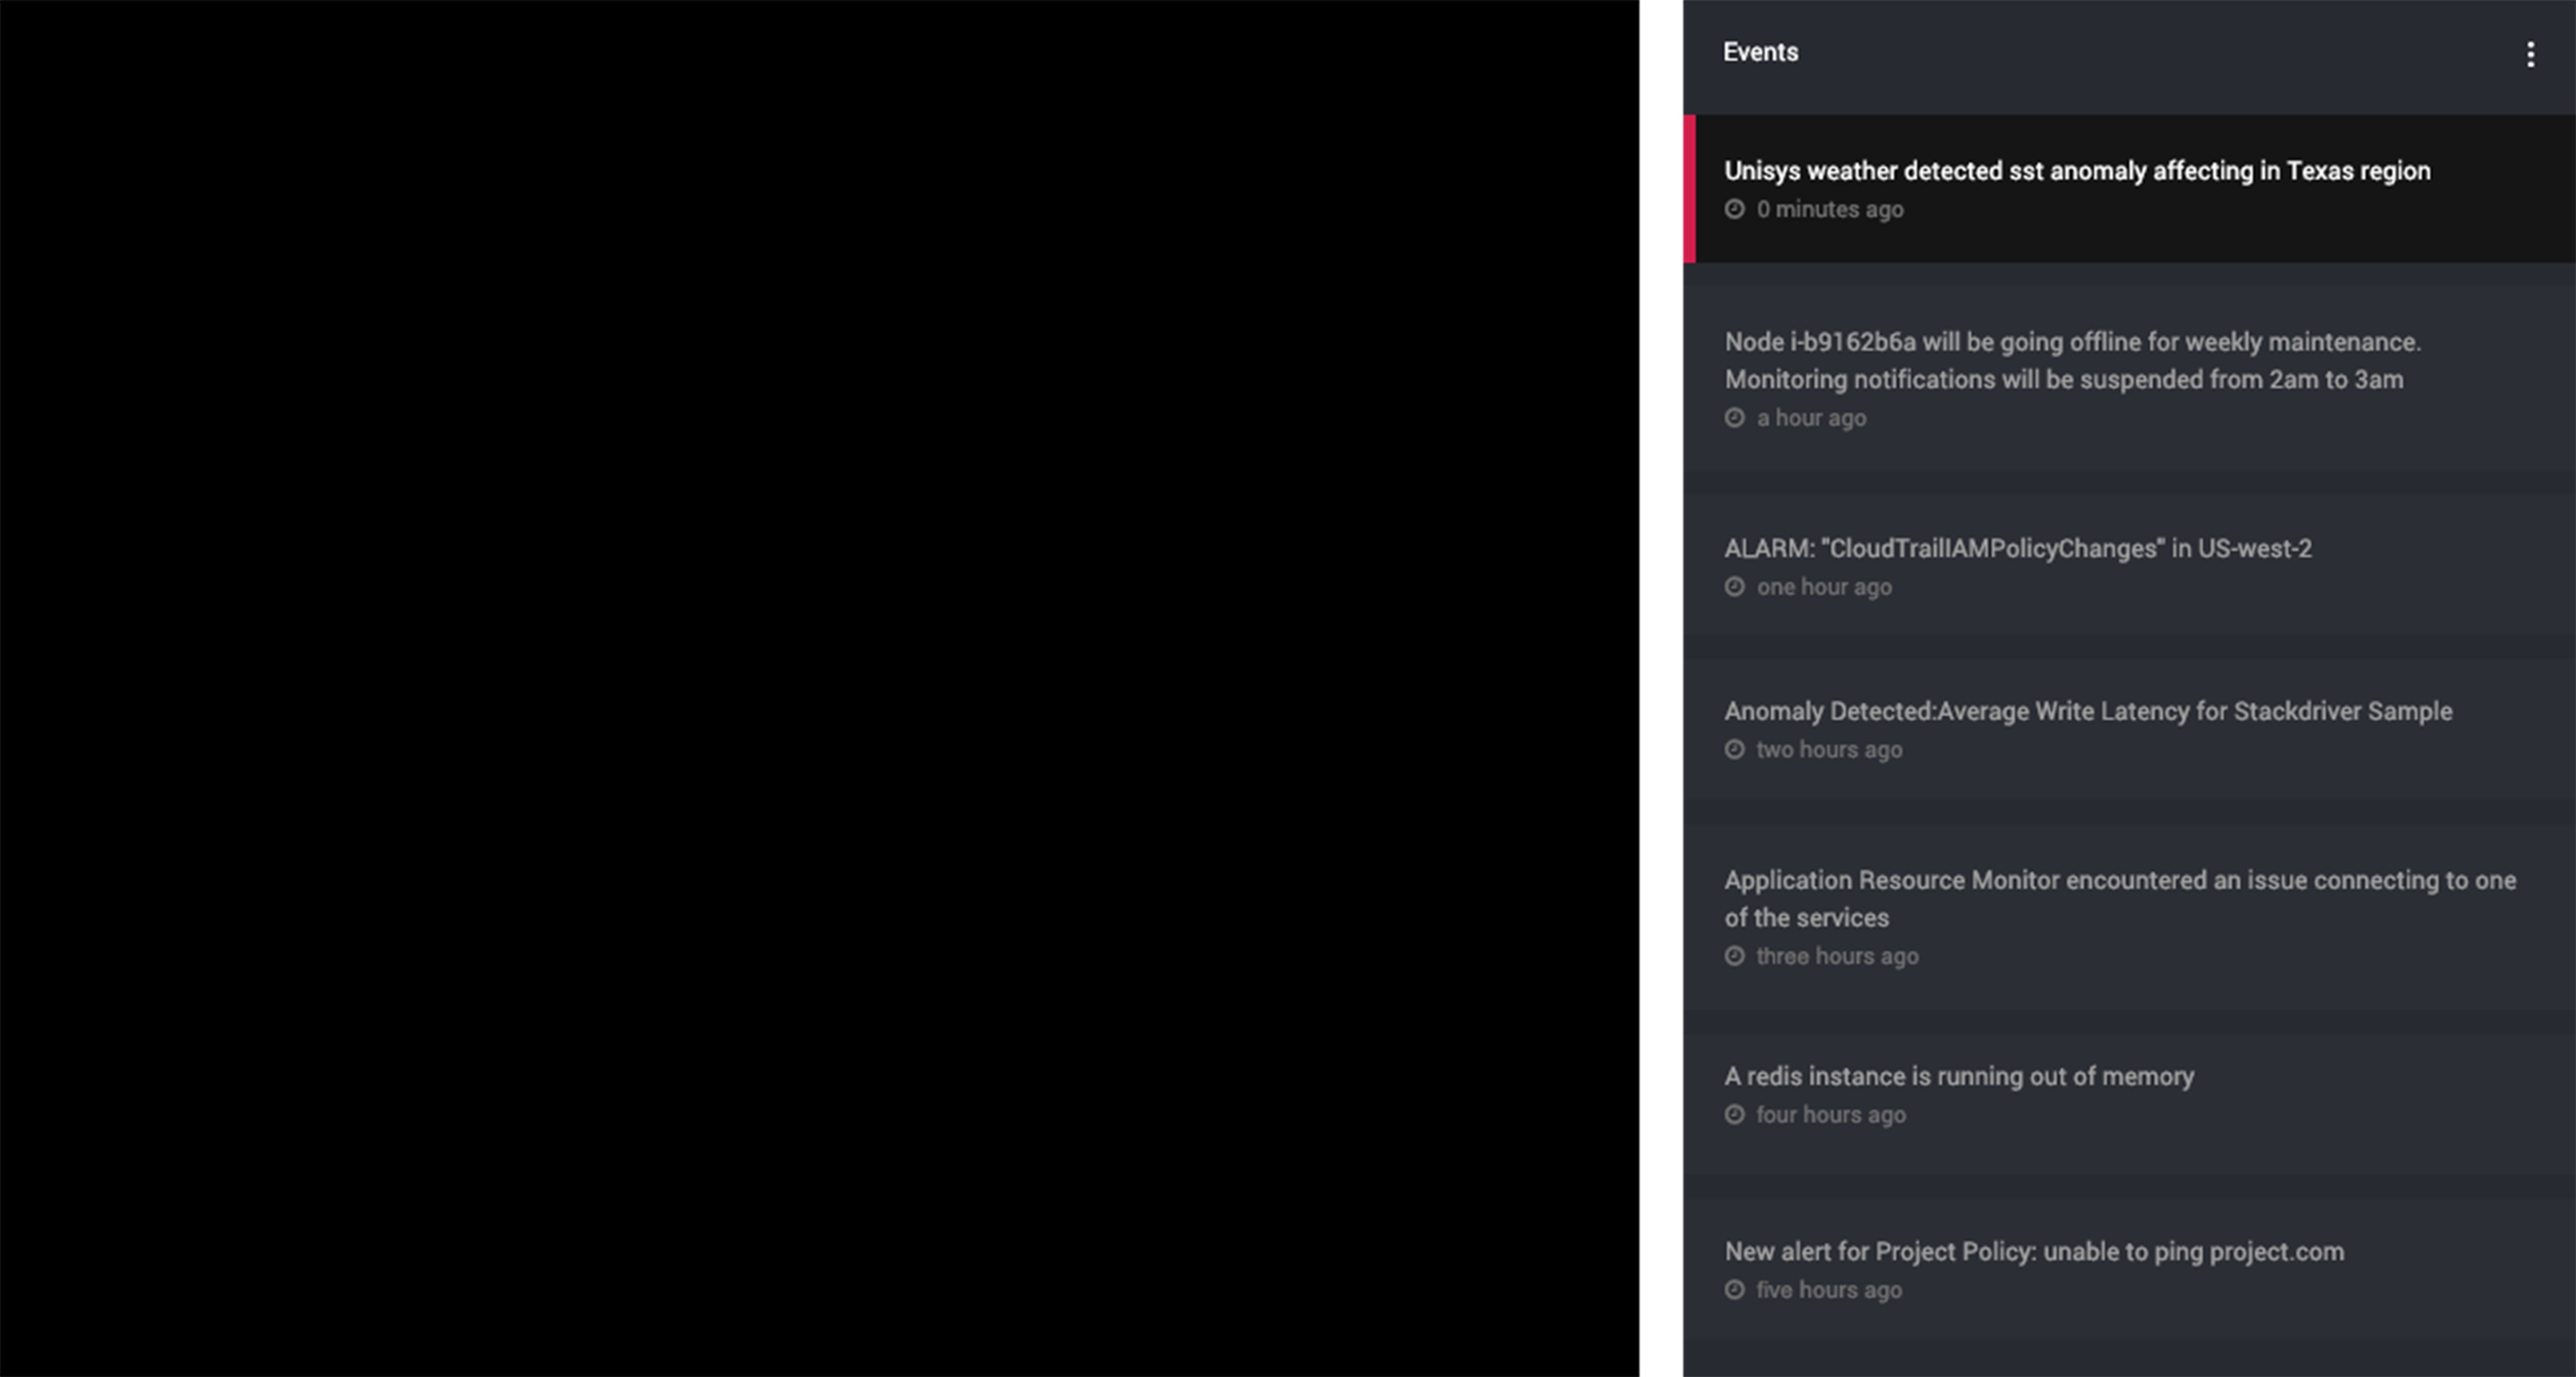 Events
Unisys weather detected sst anomaly affecting in Texas region
0 minutes ago
Node i-b9162b6a will be going offline for weekly maintenance.
Monitoring notifications will be suspended from 2am to 3am
a hour ago
ALARM: "CloudTrailIAMPolicyChanges" in US-west-2
one hour ago
Anomaly Detected:Average Write Latency for Stackdriver Sample
two hours ago
Application Resource Monitor encountered an issue connecting to one
of the services
three hours ago
A redis instance is running out of memory
four hours ago
New alert for Project Policy: unable to ping project.com
five hours ago